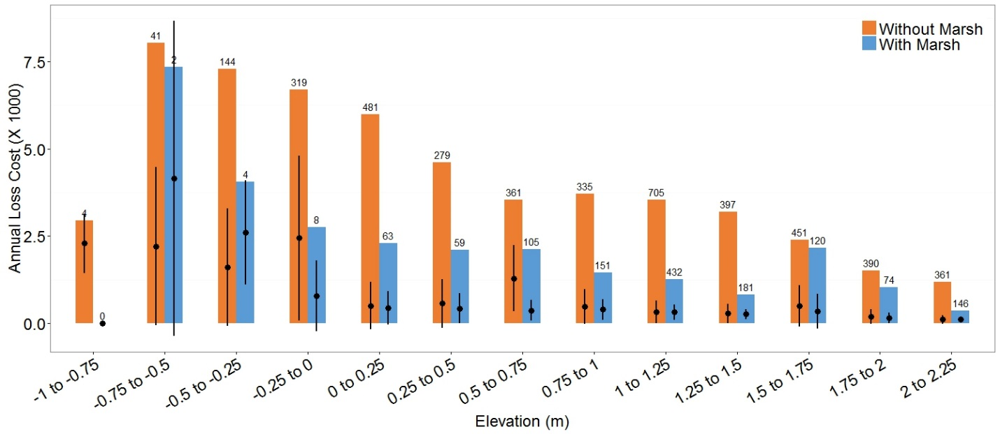 Without Marsh
With Marsh
Annual Loss Cost (X 1000)
7.5
5.0
2.5
0.0
4
0
41
2
144
4
319
8
481
63
279
59
361
105
335
151
705
432
397
181
451
120
390
74
361
146
-1 to -0.75
-0.75 to -0.5
-0.5 to -0.25
-0.25 to 0
0 to 0.25
0.25 to 0.5
0.5 to 0.75
0.75 to 1
1 to 1.25
1.25 to 1.5
1.5 to 1.75
1.75 to 2
2 to 2.25
Elevation (m)